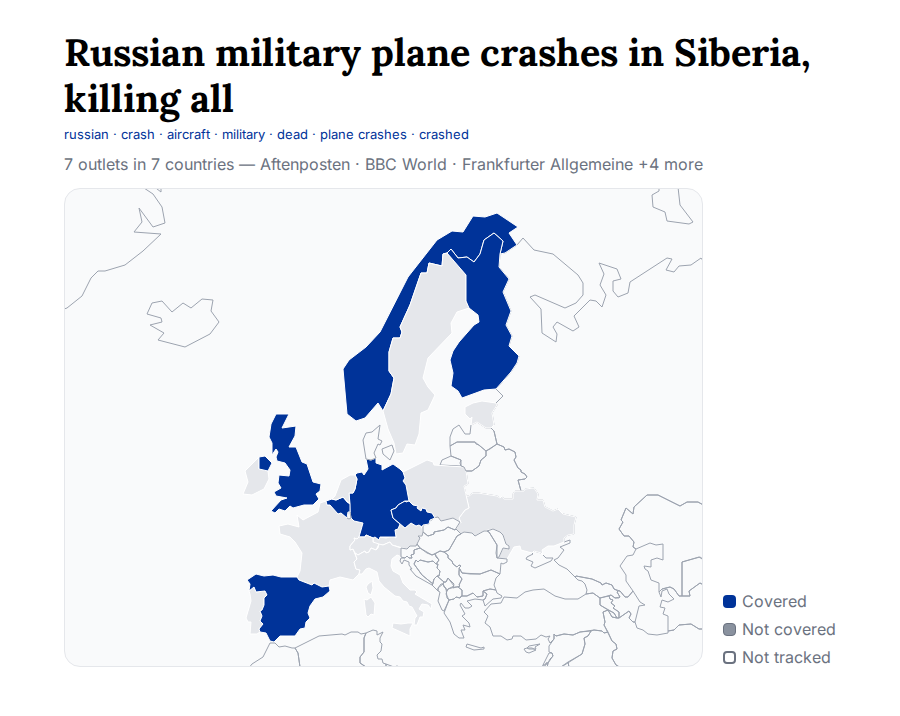 Russian military plane crashes in Siberia,
killing all
russian · crash · aircraft · military · dead · plane crashes · crashed
7 outlets in 7 countries — Aftenposten · BBC World · Frankfurter Allgemeine +4 more
Covered
Not covered
Not tracked